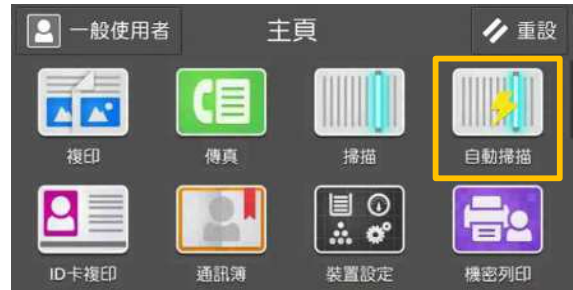 一般使用者 主頁 重設
複印 傳真 掃描 自動掃描
ID卡複印 通訊簿 裝置設定 機密列印